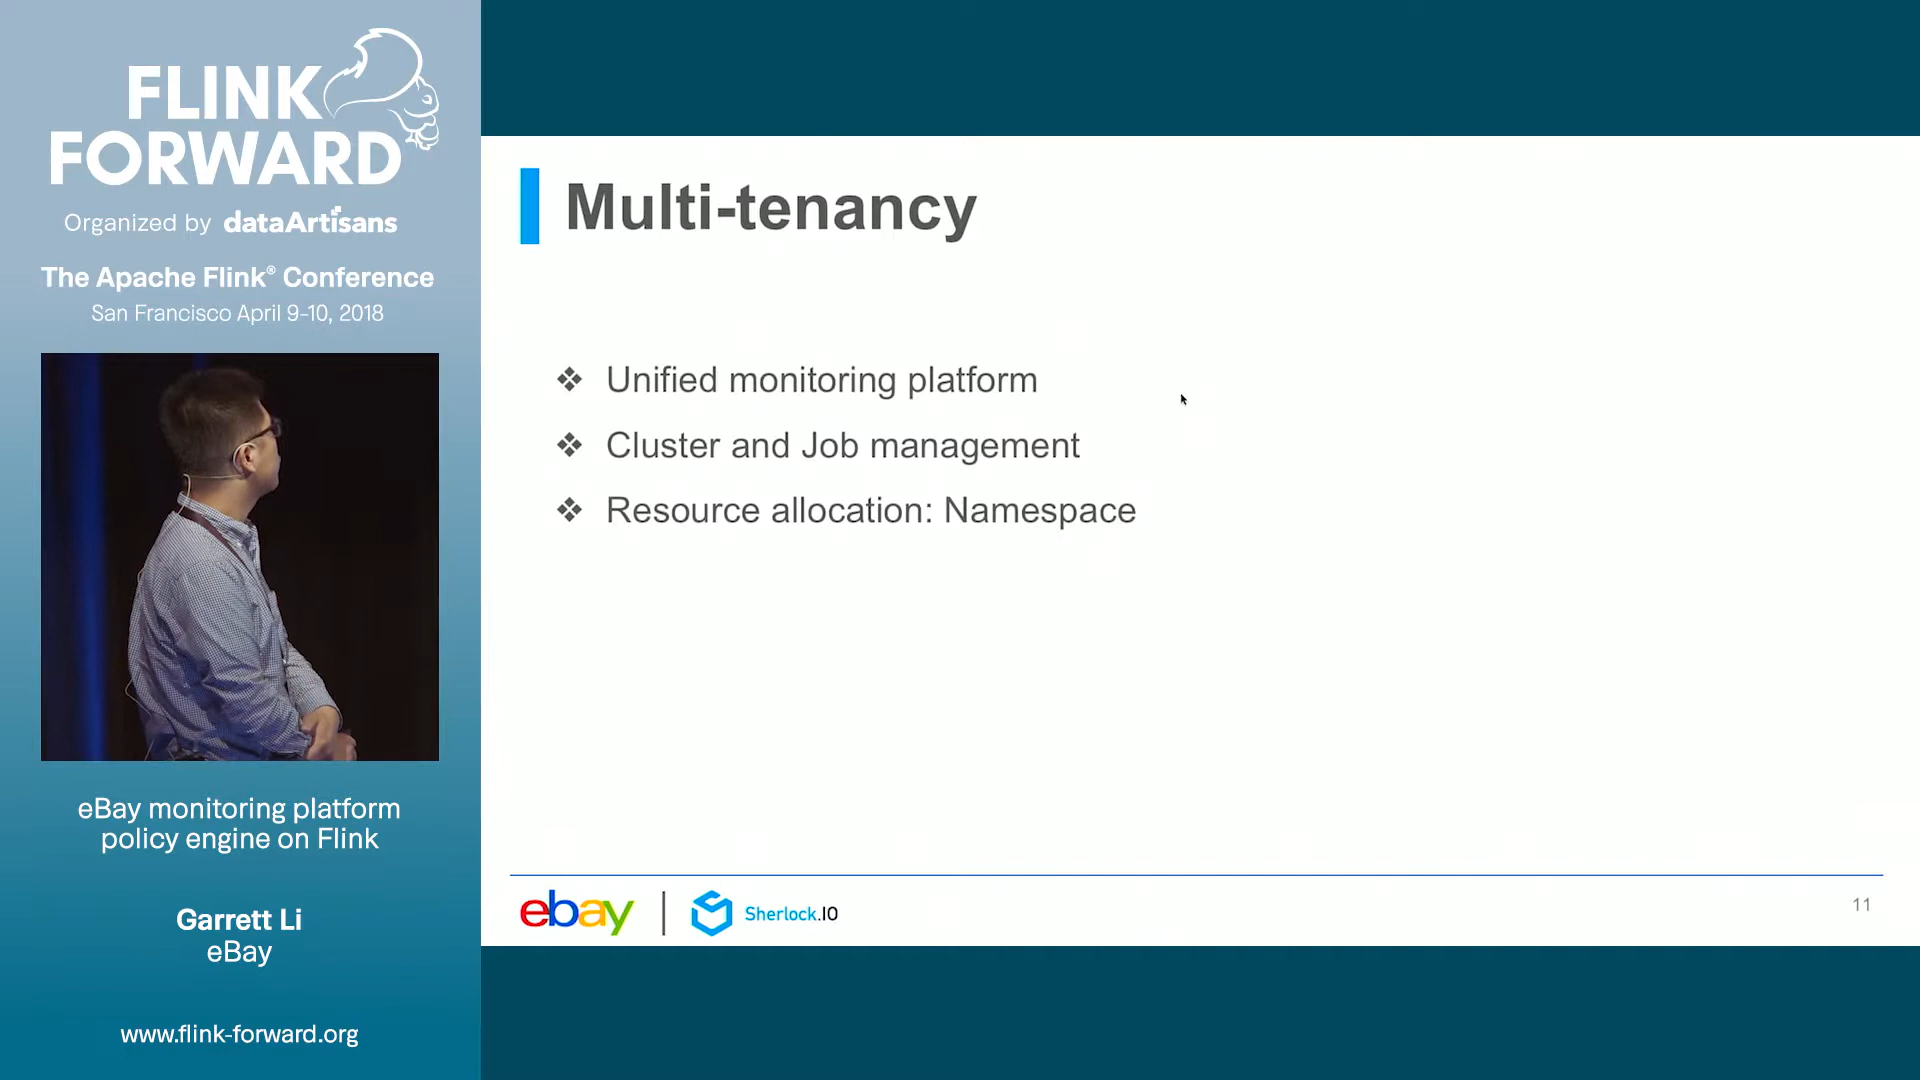 FLINK
FORWARD
Organized by dataArtisans
The Apache Flink® Conference
San Francisco April 9-10, 2018
eBay monitoring platform
policy engine on Flink
Garrett Li
eBay
www.flink-forward.org
Multi-tenancy
❖ Unified monitoring platform
❖ Cluster and Job management
❖ Resource allocation: Namespace
ebay | Sherlock.IO
11